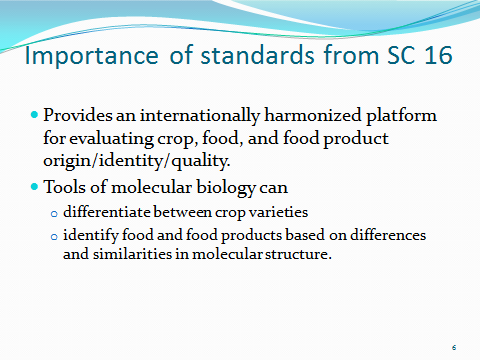 Importance of standards from SC 16
• Provides an internationally harmonized platform
for evaluating crop, food, and food product
origin/identity/quality.
• Tools of molecular biology can
o differentiate between crop varieties
o identify food and food products based on differences
and similarities in molecular structure.
6